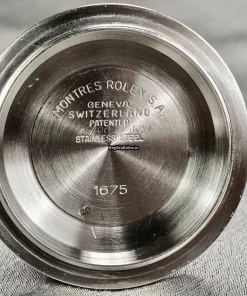 MONTRES ROLEX S.A.
GENEVA
SWITZERLAND
PATENTED
STAINLESS STEEL
1675